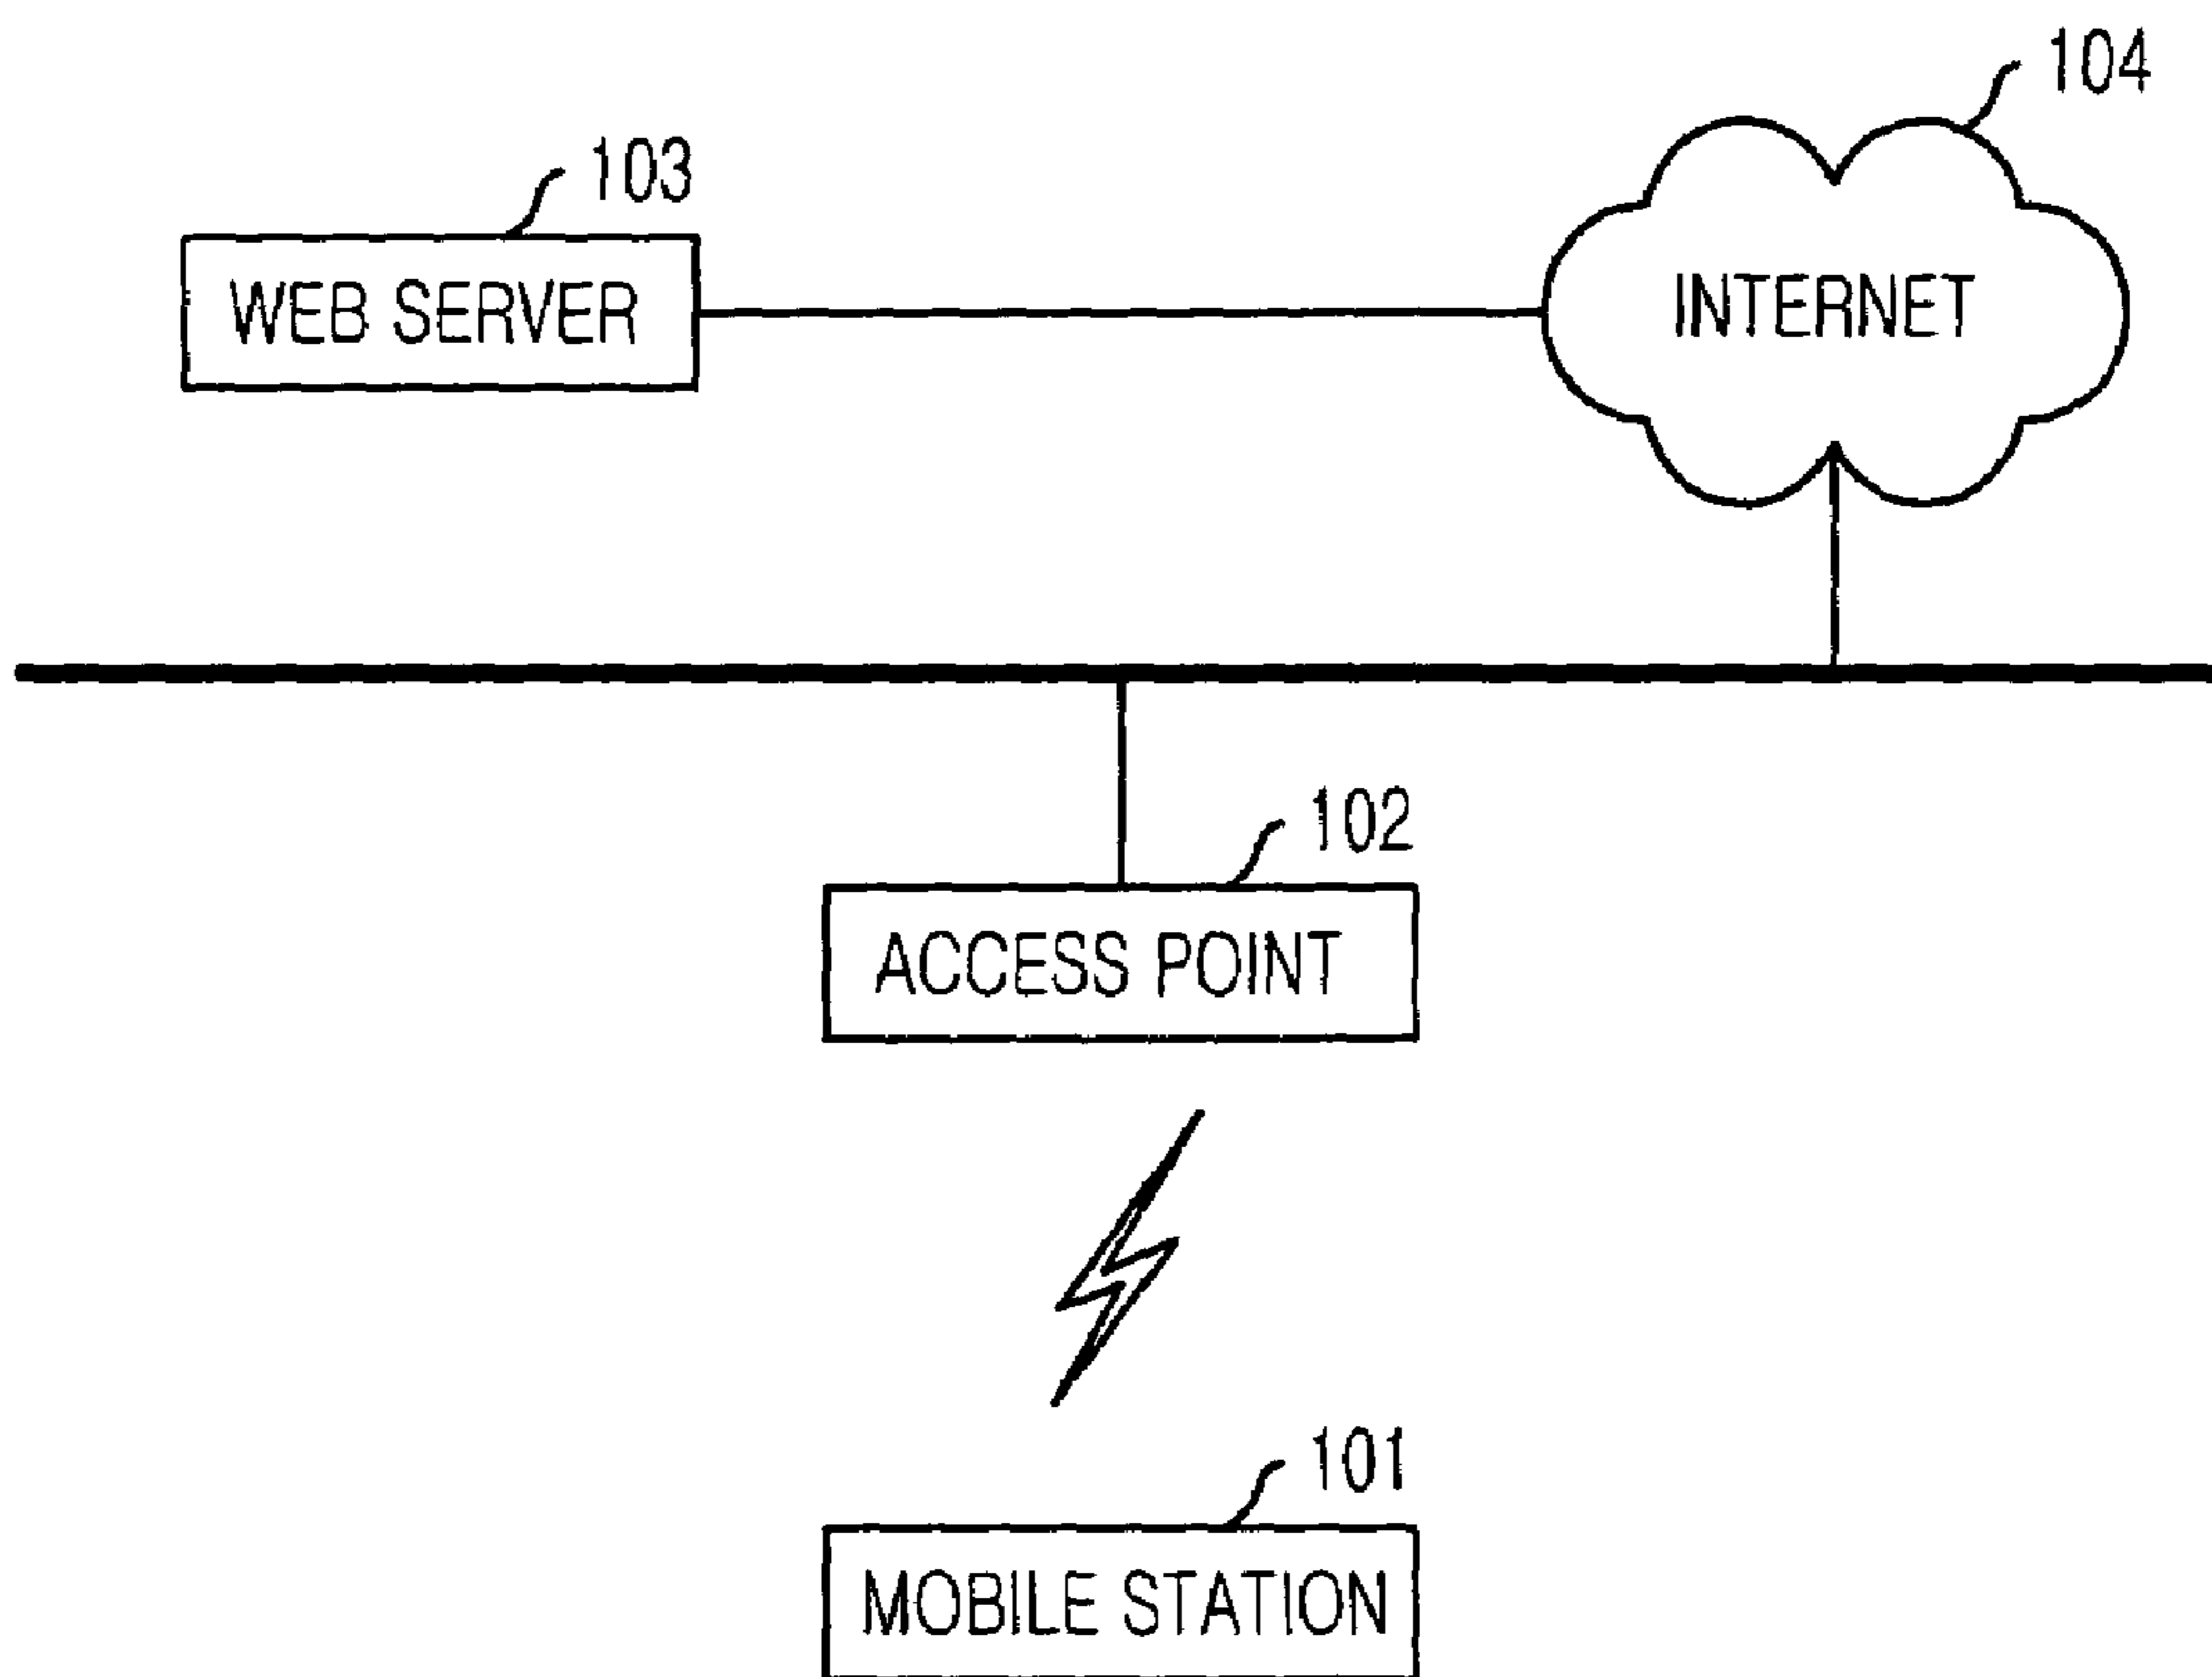 104
103
WEB SERVER
INTERNET
102
ACCESS POINT
101
MOBILE STATION